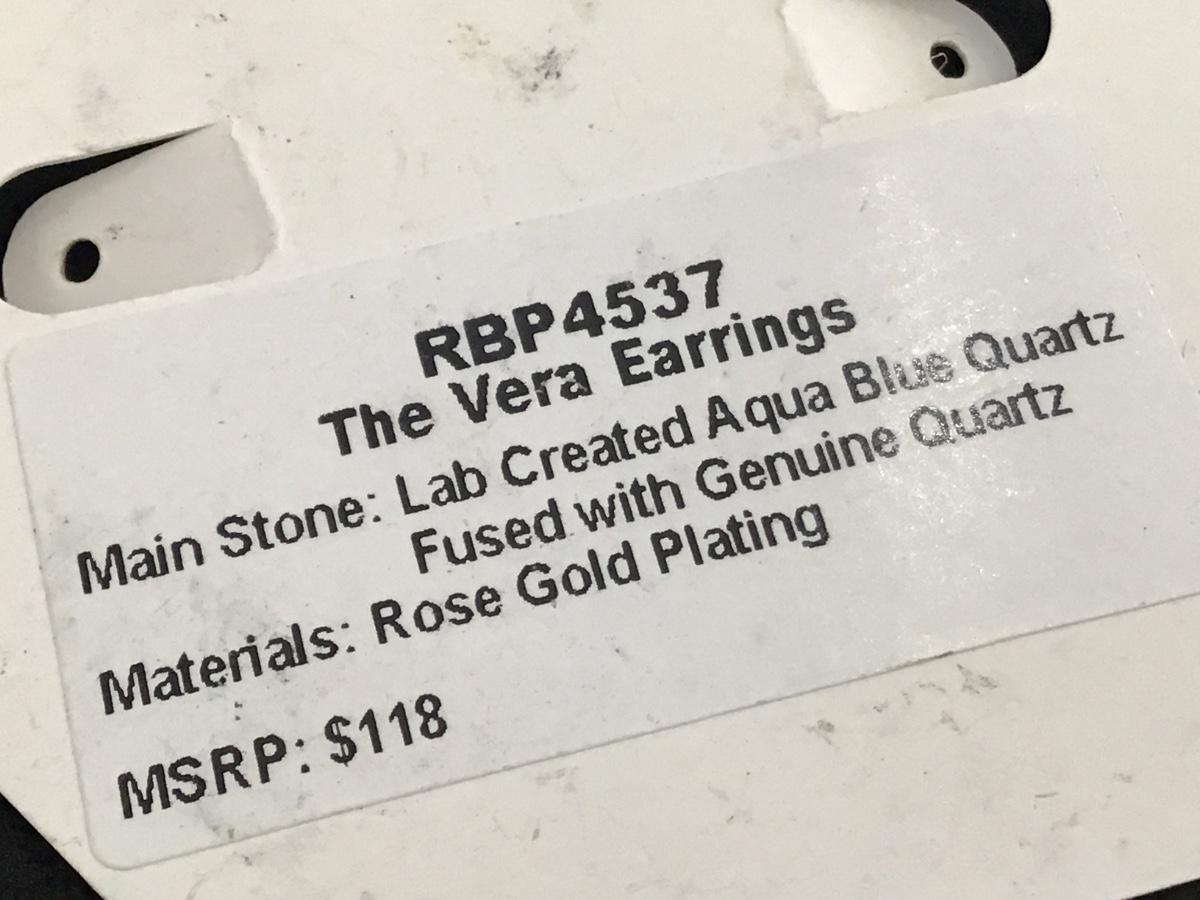 RBP4537
The Vera Earrings
Main Stone: Lab Created Aqua Blue Quartz
Fused with Genuine Quartz
Materials: Rose Gold Plating
MSRP: $118